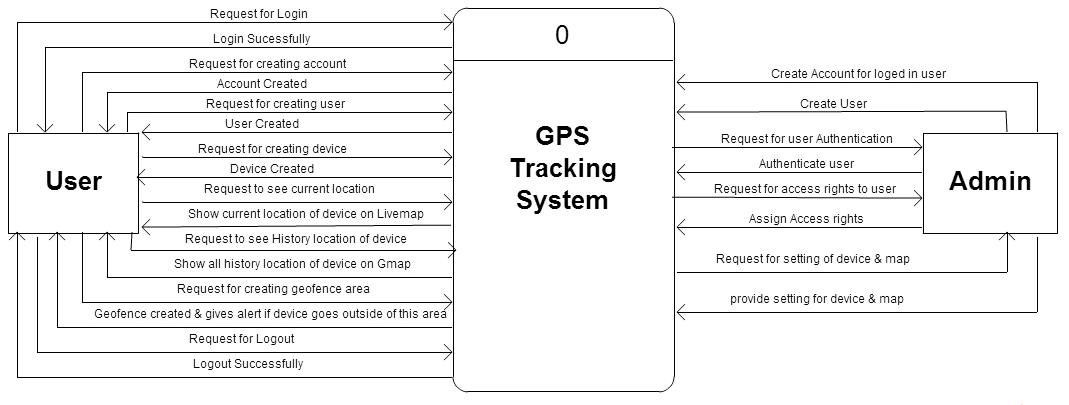 Request for Login
Login Sucessfully
Request for creating account
Account Created
Request for creating user
User Created
Request for creating device
Device Created
Request to see current location
Show current location of device on Livemap
Request to see History location of device
Show all history location of device on Gmap
Request for creating geofence area
Geofence created & gives alert if device goes outside of this area
Request for Logout
Logout Successfully
User
0
GPS
Tracking
System
Create Account for loged in user
Create User
Request for user Authentication
Authenticate user
Request for access rights to user
Assign Access rights
Request for setting of device & map
provide setting for device & map
Admin